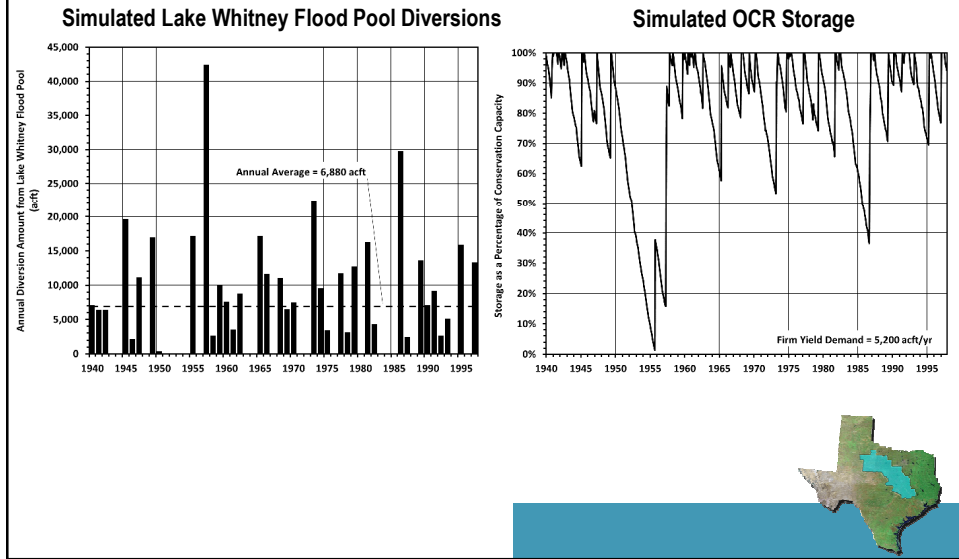 Simulated Lake Whitney Flood Pool Diversions
Annual Diversion Amount from Lake Whitney Flood Pool
(acft)
45,000
40,000
35,000
30,000
25,000
20,000
15,000
10,000
5,000
0
Annual Average = 6,880 acft
1940 1945 1950 1955 1960 1965 1970 1975 1980 1985 1990 1995
Simulated OCR Storage
Storage as a Percentage of Conservation Capacity
100%
90%
80%
70%
60%
50%
40%
30%
20%
10%
0%
Firm Yield Demand = 5,200 acft/yr
1940 1945 1950 1955 1960 1965 1970 1975 1980 1985 1990 1995